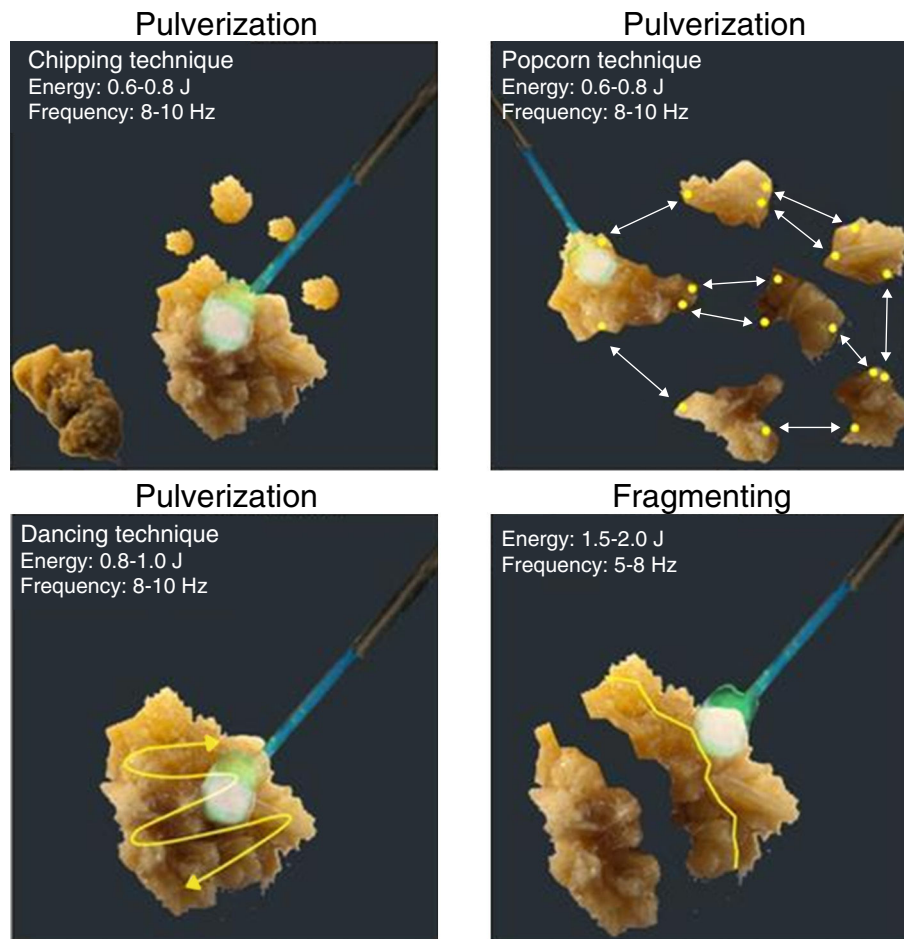 Pulverization
Chipping technique
Energy: 0.6-0.8 J
Frequency: 8-10 Hz
Pulverization
Popcorn technique
Energy: 0.6-0.8 J
Frequency: 8-10 Hz
Pulverization
Dancing technique
Energy: 0.8-1.0 J
Frequency: 8-10 Hz
Fragmenting
Energy: 1.5-2.0 J
Frequency: 5-8 Hz